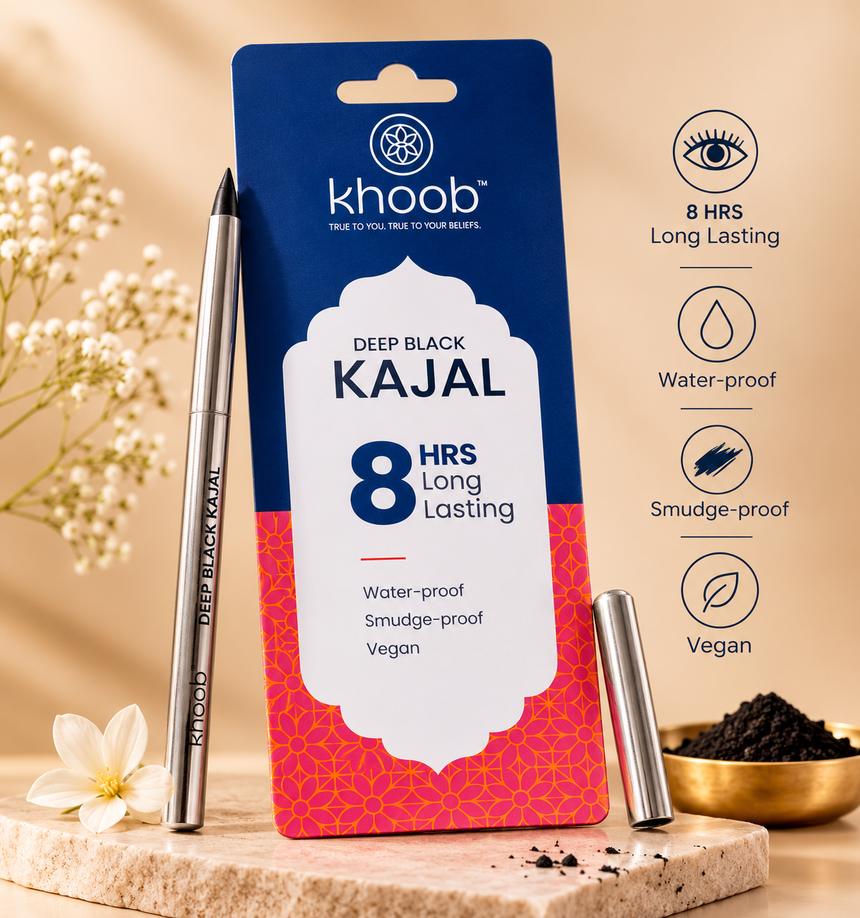 khoob™
TRUE TO YOU. TRUE TO YOUR BELIEFS.
DEEP BLACK
KAJAL
8 HRS
Long
Lasting
Water-proof
Smudge-proof
Vegan
khoob™ DEEP BLACK KAJAL
8 HRS
Long Lasting
Water-proof
Smudge-proof
Vegan